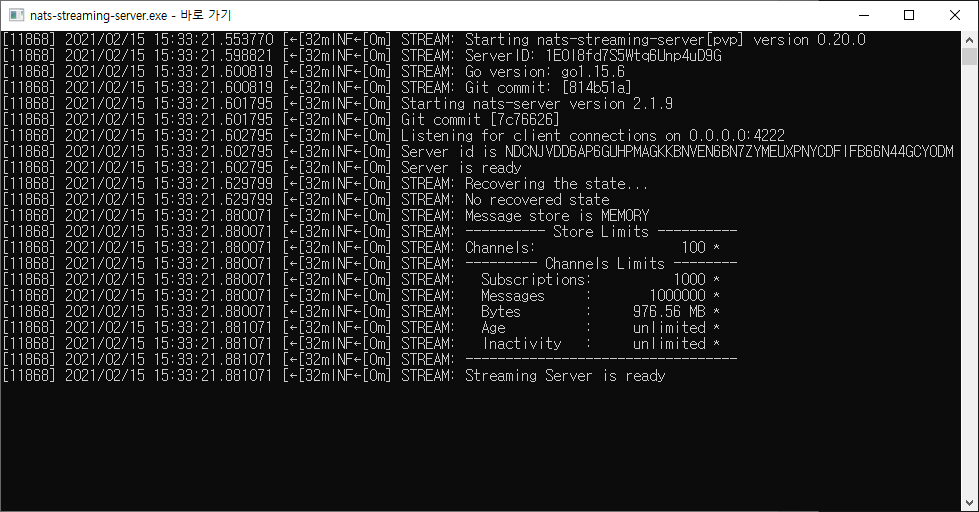 nats-streaming-server.exe - 바로 가기
[11868] 2021/02/15 15:33:21.553770 [←[32mINF←[0m] STREAM: Starting nats-streaming-server[pvp] version 0.20.0
[11868] 2021/02/15 15:33:21.598821 [←[32mINF←[0m] STREAM: ServerID: 1EOl8fd7S5Wtq6Uhp4uD9G
[11868] 2021/02/15 15:33:21.600819 [←[32mINF←[0m] STREAM: Go version: go1.15.6
[11868] 2021/02/15 15:33:21.600819 [←[32mINF←[0m] STREAM: Git commit: [814b51a]
[11868] 2021/02/15 15:33:21.601795 [←[32mINF←[0m] Starting nats-server version 2.1.9
[11868] 2021/02/15 15:33:21.601795 [←[32mINF←[0m] Git commit [7c76626]
[11868] 2021/02/15 15:33:21.602795 [←[32mINF←[0m] Listening for client connections on 0.0.0.0:4222
[11868] 2021/02/15 15:33:21.602795 [←[32mINF←[0m] Server id is NDCNJVDD6AP6GUHPMAGKKBNVEN6BN7ZYMEUXPNYCDFIFB66N44GCYODM
[11868] 2021/02/15 15:33:21.602795 [←[32mINF←[0m] Server is ready
[11868] 2021/02/15 15:33:21.629799 [←[32mINF←[0m] STREAM: Recovering the state...
[11868] 2021/02/15 15:33:21.629799 [←[32mINF←[0m] STREAM: No recovered state
[11868] 2021/02/15 15:33:21.880071 [←[32mINF←[0m] STREAM: Message store is MEMORY
[11868] 2021/02/15 15:33:21.880071 [←[32mINF←[0m] STREAM: ---------- Store Limits ----------
[11868] 2021/02/15 15:33:21.880071 [←[32mINF←[0m] STREAM: Channels:                  100 *
[11868] 2021/02/15 15:33:21.880071 [←[32mINF←[0m] STREAM: --------- Channels Limits --------
[11868] 2021/02/15 15:33:21.880071 [←[32mINF←[0m] STREAM:   Subscriptions:          1000 *
[11868] 2021/02/15 15:33:21.880071 [←[32mINF←[0m] STREAM:   Messages     :       1000000 *
[11868] 2021/02/15 15:33:21.880071 [←[32mINF←[0m] STREAM:   Bytes        :     976.56 MB *
[11868] 2021/02/15 15:33:21.881071 [←[32mINF←[0m] STREAM:   Age          :     unlimited *
[11868] 2021/02/15 15:33:21.881071 [←[32mINF←[0m] STREAM:   Inactivity   :     unlimited *
[11868] 2021/02/15 15:33:21.881071 [←[32mINF←[0m] STREAM: ----------------------------------
[11868] 2021/02/15 15:33:21.881071 [←[32mINF←[0m] STREAM: Streaming Server is ready